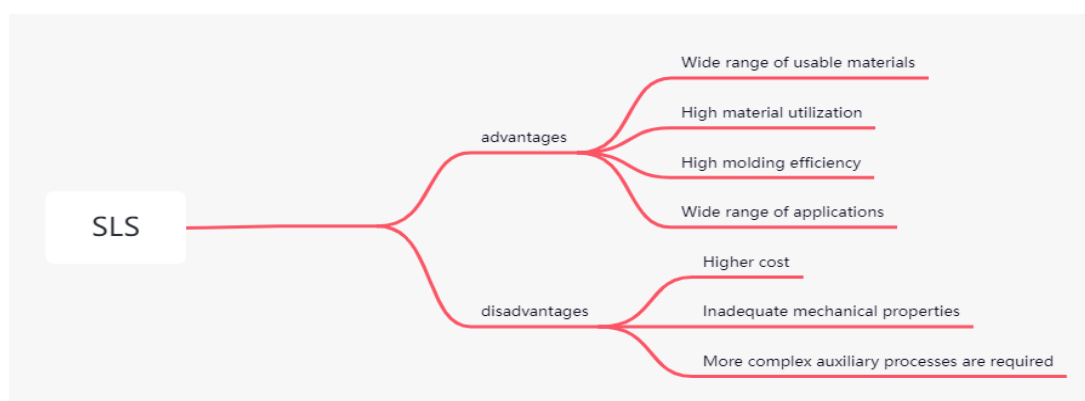 SLS
advantages
Wide range of usable materials
High material utilization
High molding efficiency
Wide range of applications
disadvantages
Higher cost
Inadequate mechanical properties
More complex auxiliary processes are required